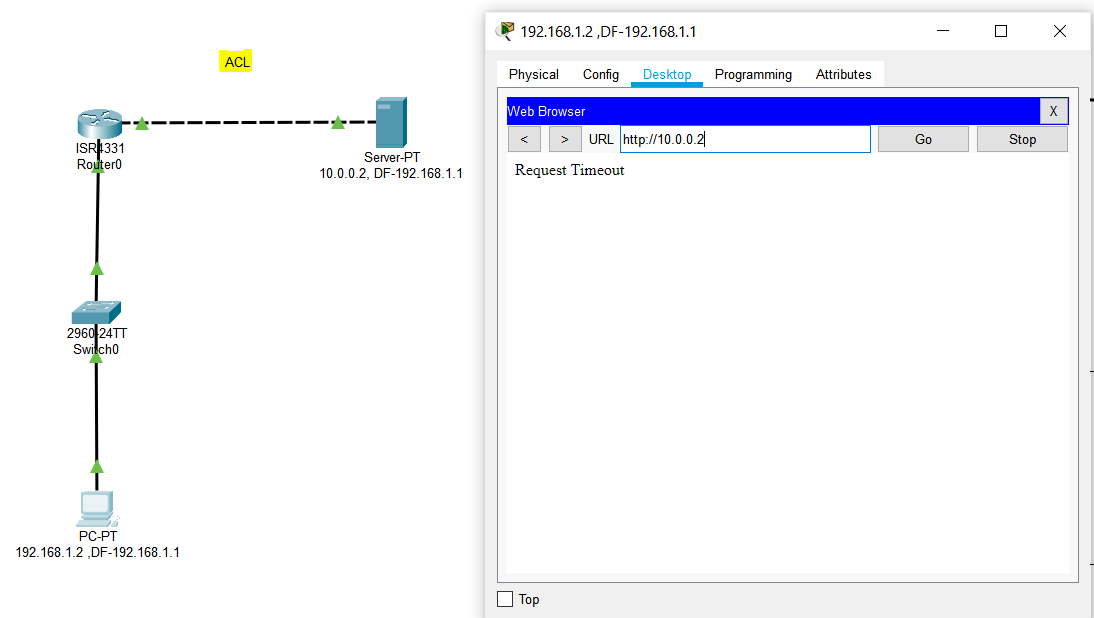 ACL
ISR4331
Router0
Server-PT
10.0.0.2, DF-192.168.1.1
2960-24TT
Switch0
PC-PT
192.168.1.2 ,DF-192.168.1.1
192.168.1.2 ,DF-192.168.1.1
Physical Config Desktop Programming Attributes
Web Browser X
< > URL http://10.0.0.2 Go Stop
Request Timeout
Top